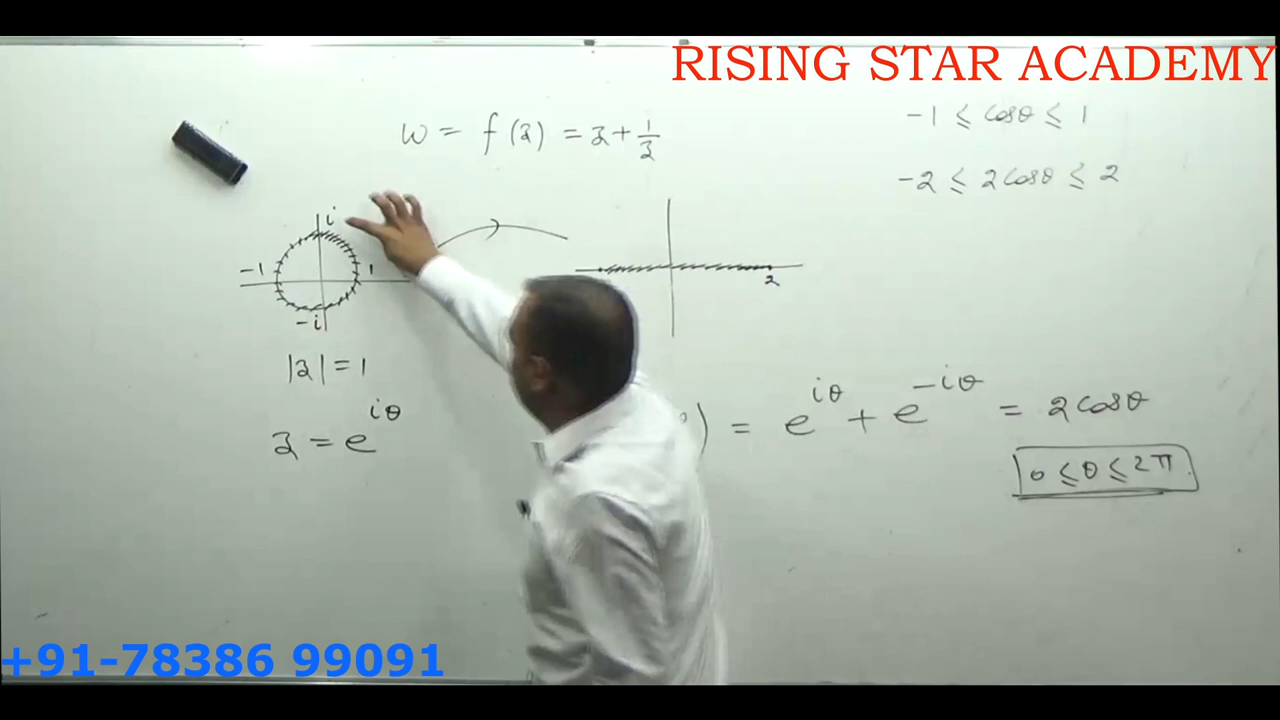 RISING STAR ACADEMY
-1 ≤ cosθ ≤ 1
w = f(z) = z + 1/z
-2 ≤ 2cosθ ≤ 2
i
-1 1
2
-i
|z| = 1
z = e^{iθ}
) = e^{iθ} + e^{-iθ} = 2cosθ
0 ≤ θ ≤ 2π
+91-78386 99091